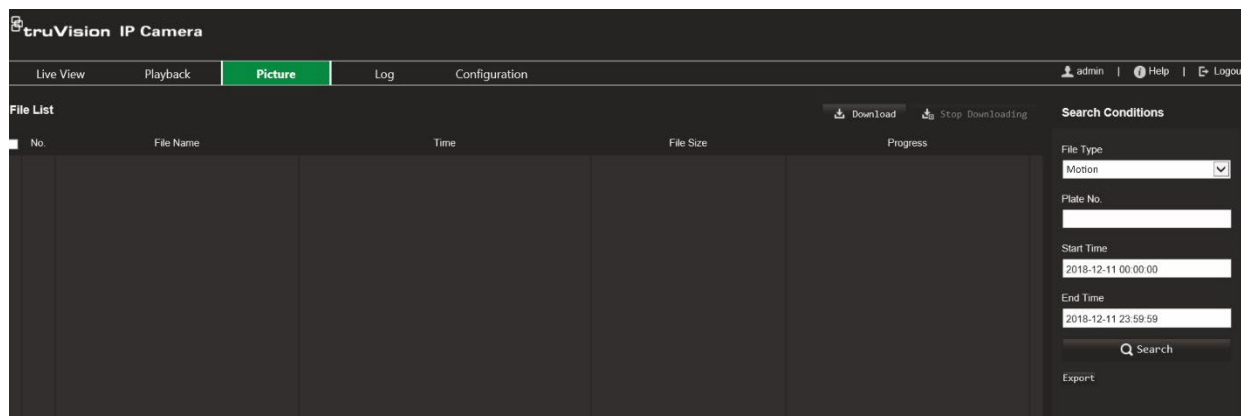 truVision IP Camera
Live View Playback Picture Log Configuration admin | Help | Logou
File List Download Stop Downloading Search Conditions
No. File Name Time File Size Progress
File Type
Motion
Plate No.
Start Time
2018-12-11 00:00:00
End Time
2018-12-11 23:59:59
Search
Export